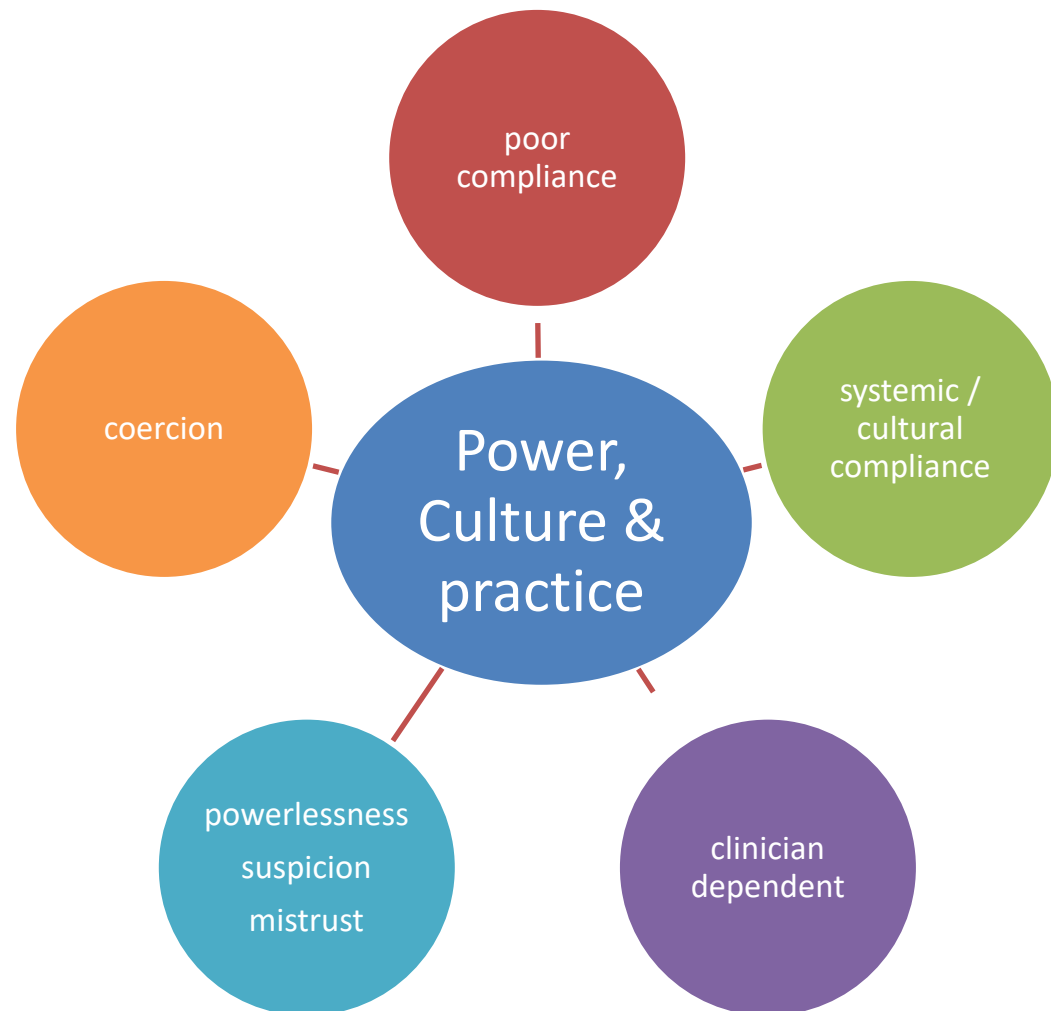 poor
compliance
systemic /
cultural
compliance
coercion
Power,
Culture &
practice
powerlessness
suspicion
mistrust
clinician
dependent